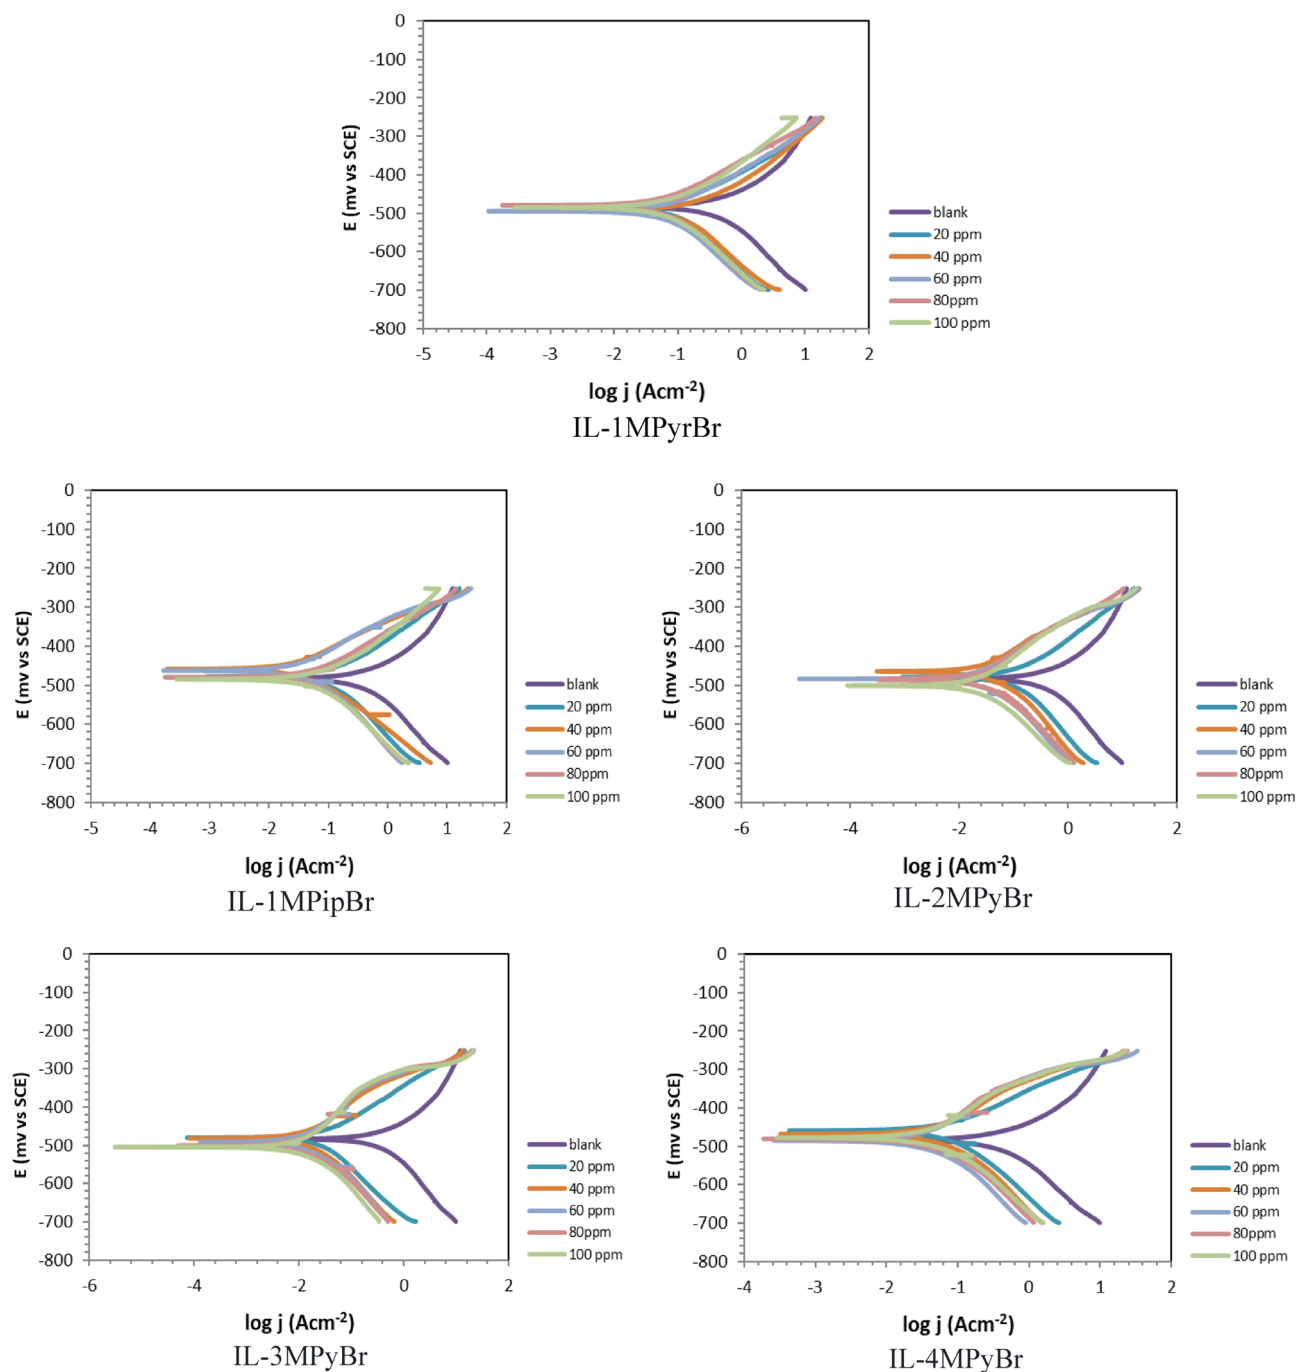 0
-100
-200
-300
-400
-500
-600
-700
-800
E (mv vs SCE)
-5 -4 -3 -2 -1 0 1 2
log j (Acm-2)
blank
20 ppm
40 ppm
60 ppm
80ppm
100 ppm
IL-1MPyrBr
0
-100
-200
-300
-400
-500
-600
-700
-800
E (mv vs SCE)
-5 -4 -3 -2 -1 0 1 2
log j (Acm-2)
blank
20 ppm
40 ppm
60 ppm
80ppm
100 ppm
IL-1MPipBr
0
-100
-200
-300
-400
-500
-600
-700
-800
E (mv vs SCE)
-6 -4 -2 0 2
log j (Acm-2)
blank
20 ppm
40 ppm
60 ppm
80ppm
100 ppm
IL-2MPyBr
0
-100
-200
-300
-400
-500
-600
-700
-800
E (mv vs SCE)
-6 -4 -2 0 2
log j (Acm-2)
blank
20 ppm
40 ppm
60 ppm
80ppm
100 ppm
IL-3MPyBr
0
-100
-200
-300
-400
-500
-600
-700
-800
E (mv vs SCE)
-4 -3 -2 -1 0 1 2
log j (Acm-2)
blank
20 ppm
40 ppm
60 ppm
80ppm
100 ppm
IL-4MPyBr